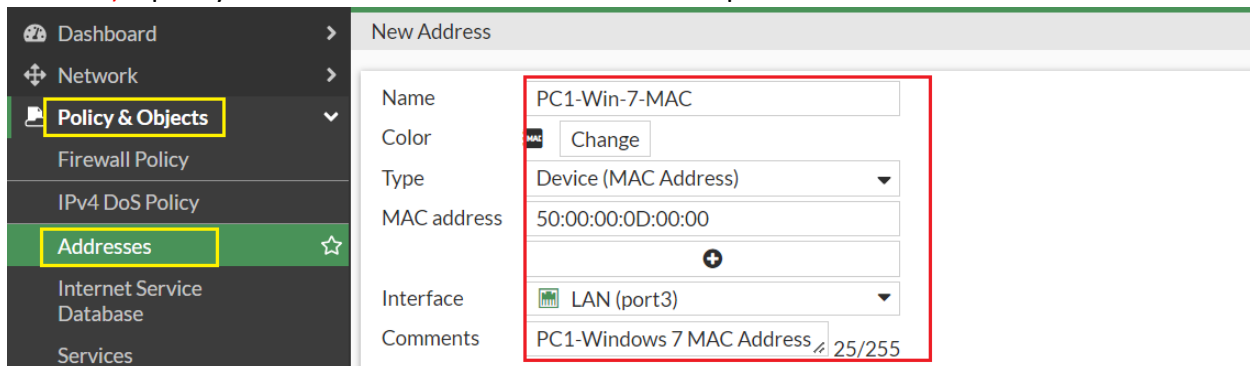 Dashboard
Network
Policy & Objects
Firewall Policy
IPv4 DoS Policy
Addresses
Internet Service
Database
Services
New Address
Name PC1-Win-7-MAC
Color MAC Change
Type Device (MAC Address)
MAC address 50:00:00:0D:00:00
Interface LAN (port3)
Comments PC1-Windows 7 MAC Address 25/255